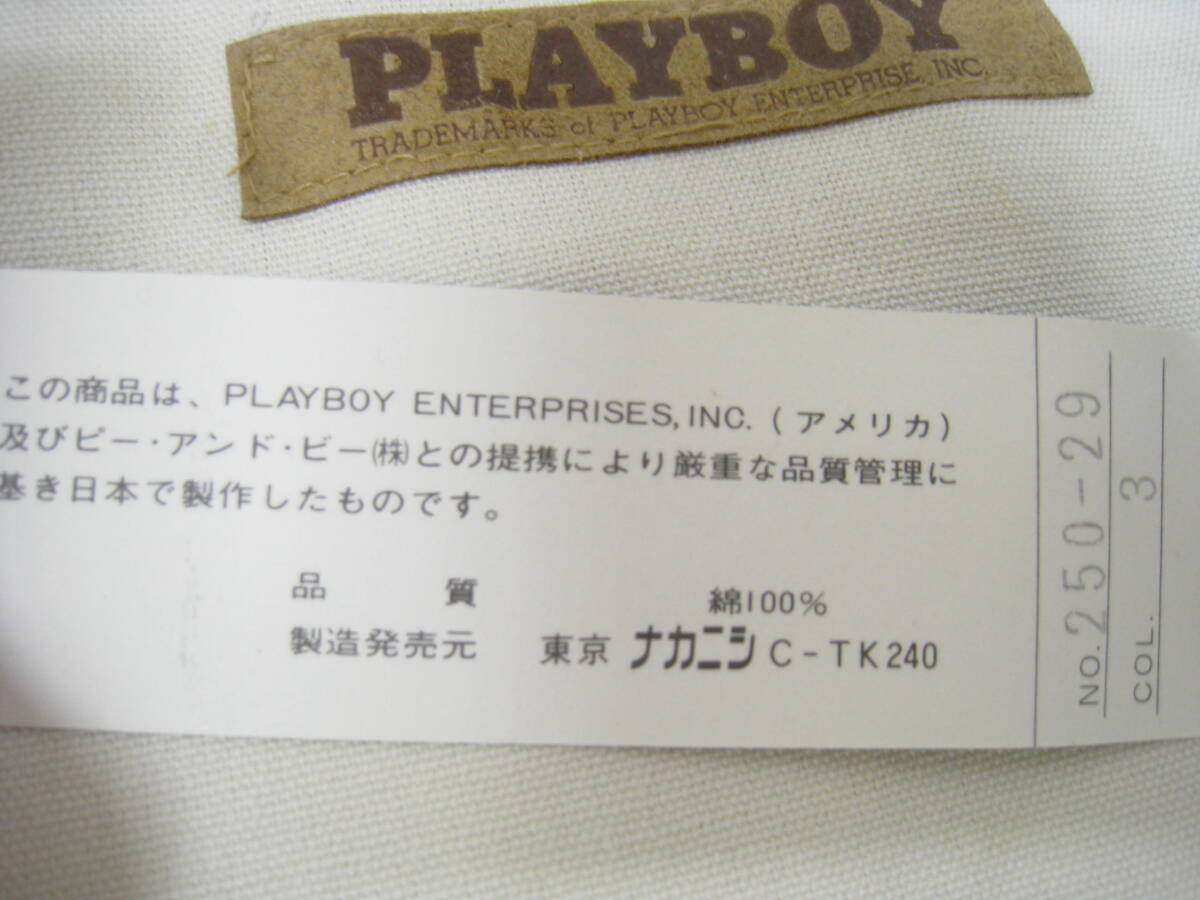 PLAYBOY
TRADEMARKS of PLAYBOY ENTERPRISE, INC.
この商品は、PLAYBOY ENTERPRISES, INC. (アメリカ)
及びビー・アンド・ビー㈱との提携により厳重な品質管理に
基き日本で製作したものです。
品 質 綿100%
製造発売元 東京 ナカニシ C-TK240
NO. 250-29
COL. 3